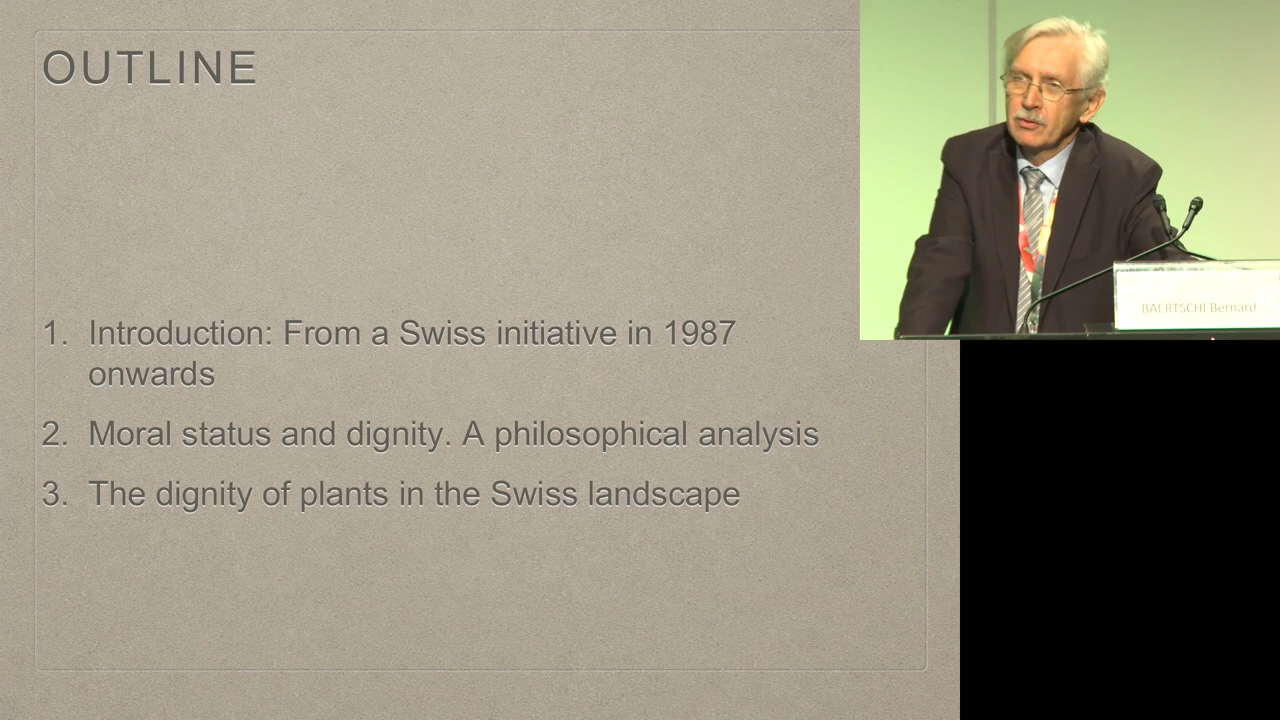 OUTLINE
1. Introduction: From a Swiss initiative in 1987
onwards
2. Moral status and dignity. A philosophical analysis
3. The dignity of plants in the Swiss landscape
BAERTSCHI Bernard